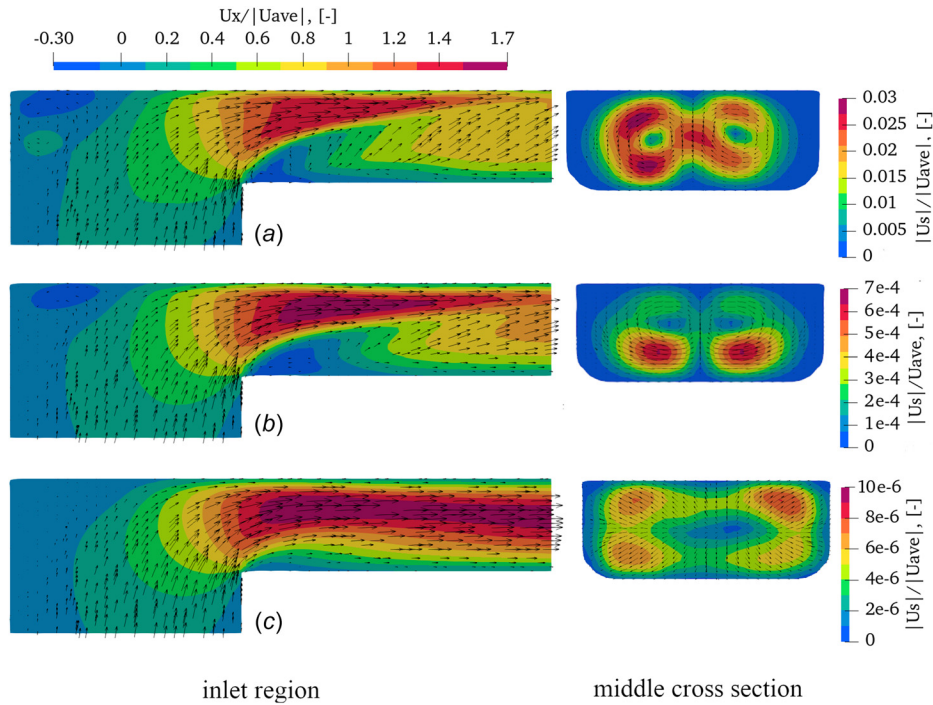 Ux/|Uave|, [-]
-0.30 0 0.2 0.4 0.6 0.8 1 1.4 1.7
(a)
0.03
0.025
0.02
0.015
0.01
0.005
0
|Us|/|Uave|, [-]
(b)
7e-4
6e-4
5e-4
4e-4
3e-4
2e-4
1e-4
0
|Us|/Uave, [-]
(c)
10e-6
8e-6
6e-6
4e-6
2e-6
0
|Us|/|Uave|, [-]
inlet region middle cross section